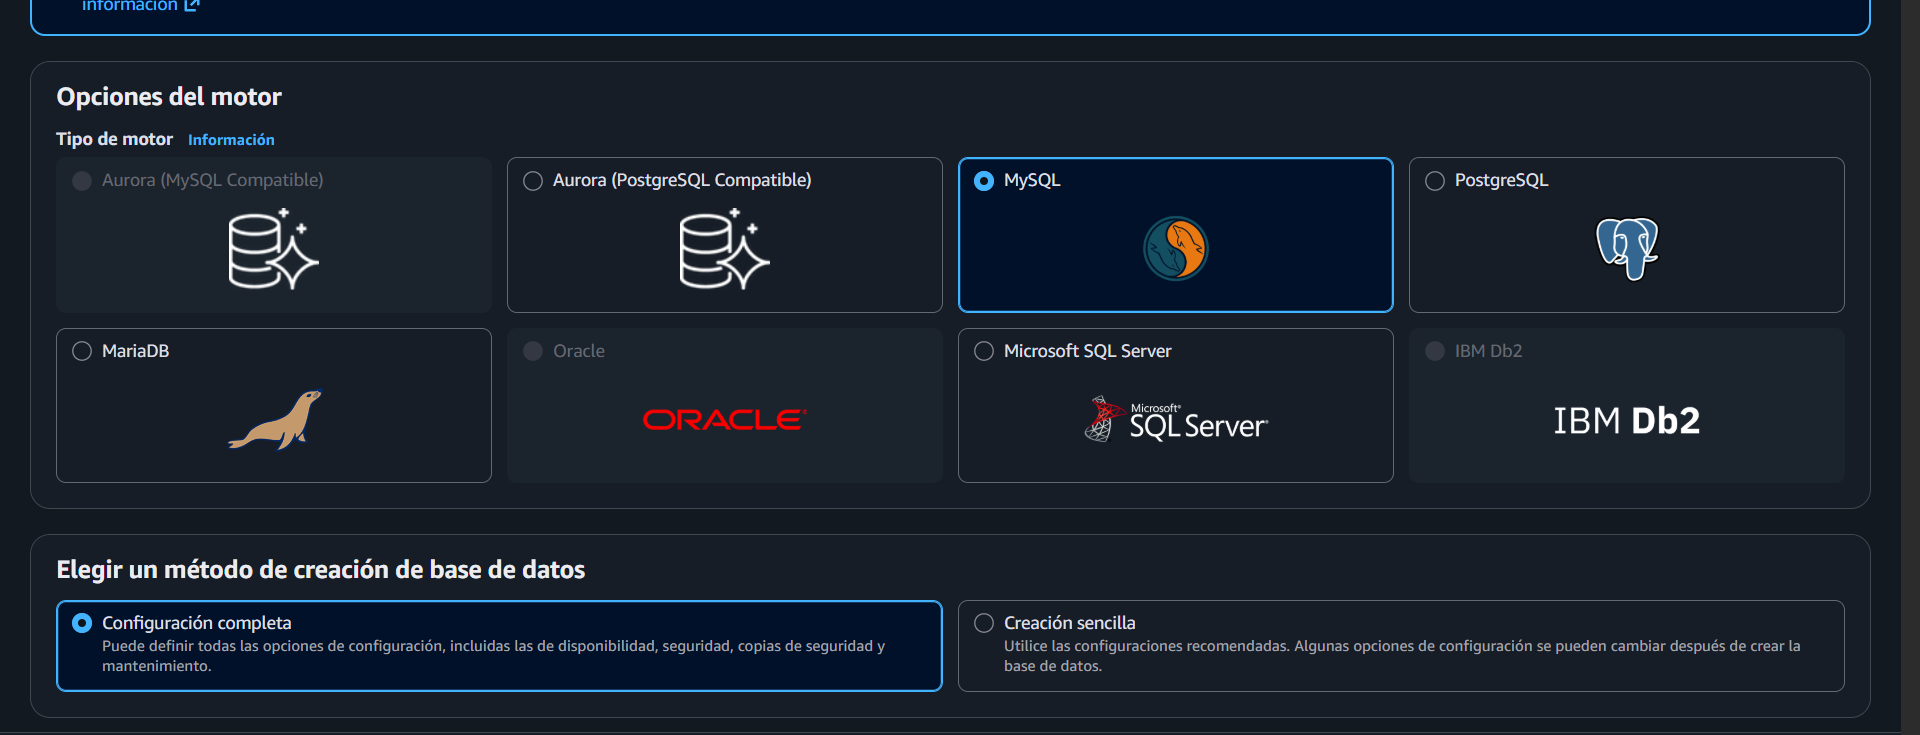 información
Opciones del motor
Tipo de motor Información
Aurora (MySQL Compatible)
Aurora (PostgreSQL Compatible)
MySQL
PostgreSQL
MariaDB
Oracle
ORACLE
Microsoft SQL Server
Microsoft®
SQL Server®
IBM Db2
IBM Db2
Elegir un método de creación de base de datos
Configuración completa
Puede definir todas las opciones de configuración, incluidas las de disponibilidad, seguridad, copias de seguridad y
mantenimiento.
Creación sencilla
Utilice las configuraciones recomendadas. Algunas opciones de configuración se pueden cambiar después de crear la
base de datos.